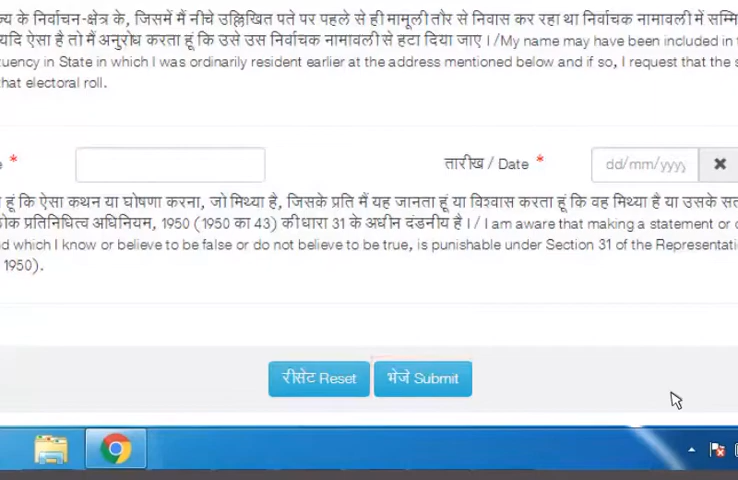 के निर्वाचन-क्षेत्र के, जिसमें मैं नीचे उल्लिखित पते पर पहले से ही मामूली तौर से निवास कर रहा था निर्वाचक नामावली में
यदि ऐसा है तो मैं अनुरोध करता हूं कि उसे उस निर्वाचक नामावली से हटा दिया जाए । /My name may have been included in
in State in which I was ordinarily resident earlier at the address mentioned below and if so, I request that the
that electoral roll.
* तारीख / Date * dd/mm/yyyy
हूं कि ऐसा कथन या घोषणा करना, जो मिथ्या है, जिसके प्रति मैं यह जानता हूं या विश्वास करता हूं कि वह मिथ्या है या उसके
प्रतिनिधित्व अधिनियम, 1950 (1950 का 43) की धारा 31 के अधीन दंडनीय है ।/ I am aware that making a statement or
which I know or believe to be false or do not believe to be true, is punishable under Section 31 of the
1950).
रीसेट Reset भेजे Submit